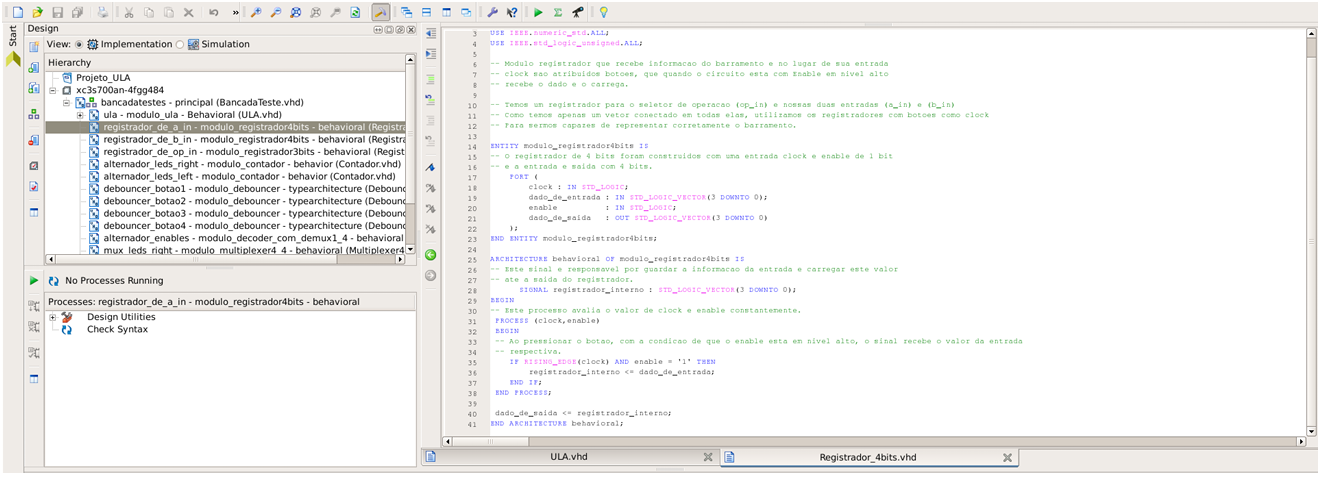 Start
Design
View: Implementation Simulation
Hierarchy
Projeto_ULA
xc3s700an-4fgg484
bancadatestes - principal (BancadaTeste.vhd)
ula - modulo_ula - Behavioral (ULA.vhd)
registrador_de_a_in - modulo_registrador4bits - behavioral (Registra
registrador_de_b_in - modulo_registrador4bits - behavioral (Registra
registrador_de_op_in - modulo_registrador3bits - behavioral (Regist
alternador_leds_right - modulo_contador - behavior (Contador.vhd)
alternador_leds_left - modulo_contador - behavior (Contador.vhd)
debouncer_botao1 - modulo_debouncer - typearchitecture (Debounc
debouncer_botao2 - modulo_debouncer - typearchitecture (Debounc
debouncer_botao3 - modulo_debouncer - typearchitecture (Debounc
debouncer_botao4 - modulo_debouncer - typearchitecture (Debounc
alternador_enables - modulo_decoder_com_demux1_4 - behavioral
mux_leds_right - modulo_multiplexer4_4 - behavioral (Multiplexer4
No Processes Running
Processes: registrador_de_a_in - modulo_registrador4bits - behavioral
Design Utilities
Check Syntax
3 USE IEEE.numeric_std.ALL;
4 USE IEEE.std_logic_unsigned.ALL;
5
6 -- Modulo registrador que recebe informacao do barramento e no lugar de sua entrada
7 -- clock sao atribuidos botoes, que quando o circuito esta com Enable em nivel alto
8 -- recebe o dado e o carrega.
9
10 -- Temos um registrador para o seletor de operacao (op_in) e nossas duas entradas (a_in) e (b_in)
11 -- Como temos apenas um vetor conectado em todas elas, utilizamos os registradores com botoes como clock
12 -- Para sermos capazes de representar corretamente o barramento.
13
14 ENTITY modulo_registrador4bits IS
15 -- O registrador de 4 bits foram construidos com uma entrada clock e enable de 1 bit
16 -- e a entrada e saida com 4 bits.
17 PORT (
18 clock : IN STD_LOGIC;
19 dado_de_entrada : IN STD_LOGIC_VECTOR(3 DOWNTO 0);
20 enable : IN STD_LOGIC;
21 dado_de_saida : OUT STD_LOGIC_VECTOR(3 DOWNTO 0)
22 );
23 END ENTITY modulo_registrador4bits;
24
25 ARCHITECTURE behavioral OF modulo_registrador4bits IS
26 -- Este sinal e responsavel por guardar a informacao da entrada e carregar este valor
27 -- ate a saida do registrador.
28 SIGNAL registrador_interno : STD_LOGIC_VECTOR(3 DOWNTO 0);
29 BEGIN
30 -- Este processo avalia o valor de clock e enable constantemente.
31 PROCESS (clock,enable)
32 BEGIN
33 -- Ao pressionar o botao, com a condicao de que o enable esta em nivel alto, o sinal recebe o valor da entrada
34 -- respectiva.
35 IF RISING_EDGE(clock) AND enable = '1' THEN
36 registrador_interno <= dado_de_entrada;
37 END IF;
38 END PROCESS;
39
40 dado_de_saida <= registrador_interno;
41 END ARCHITECTURE behavioral;
ULA.vhd
Registrador_4bits.vhd